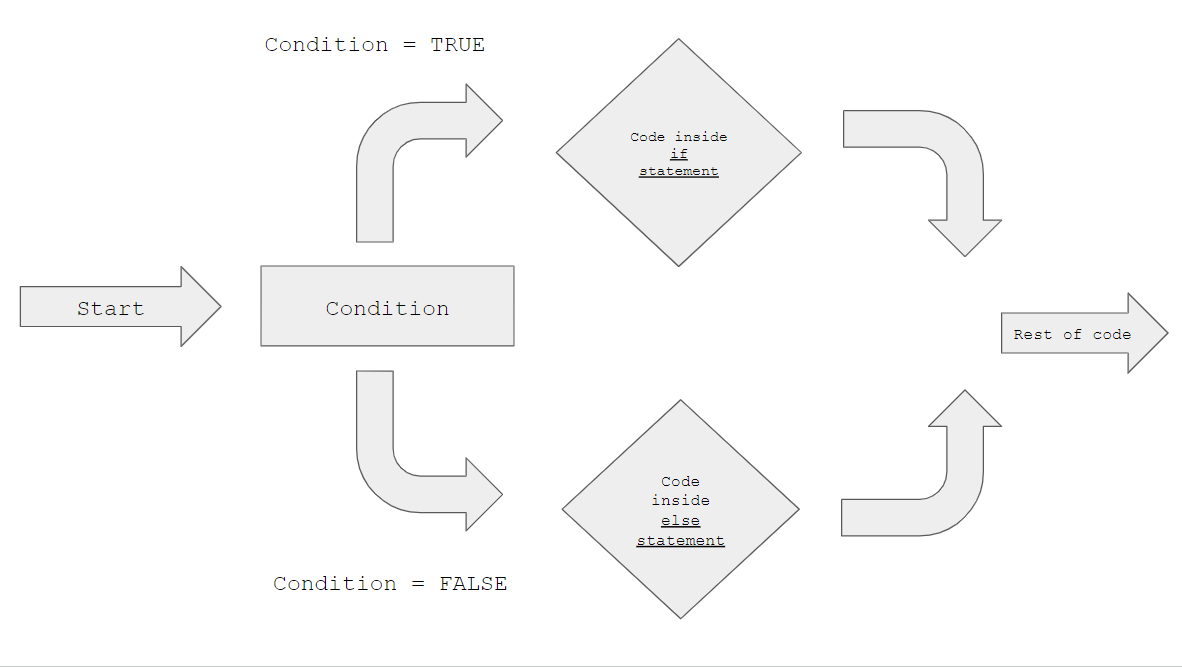 Condition = TRUE
Code inside
if
statement
Start
Condition
Rest of code
Code
inside
else
statement
Condition = FALSE